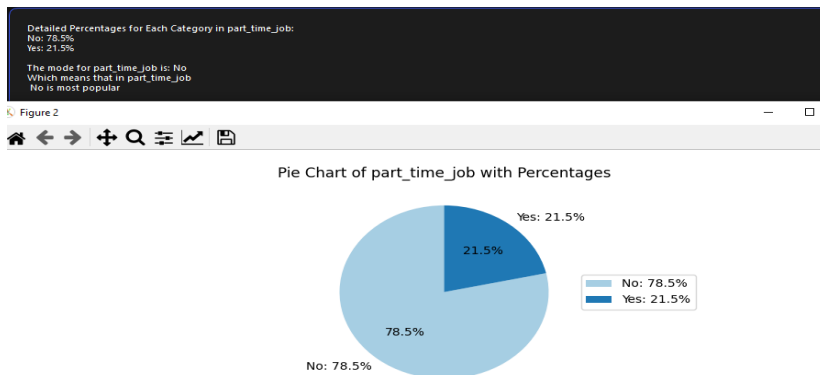 Detailed Percentages for Each Category in part_time_job:
No: 78.5%
Yes: 21.5%
The mode for part_time_job is: No
Which means that in part_time_job
No is most popular
Figure 2
Pie Chart of part_time_job with Percentages
Yes: 21.5%
21.5%
No: 78.5%
Yes: 21.5%
78.5%
No: 78.5%